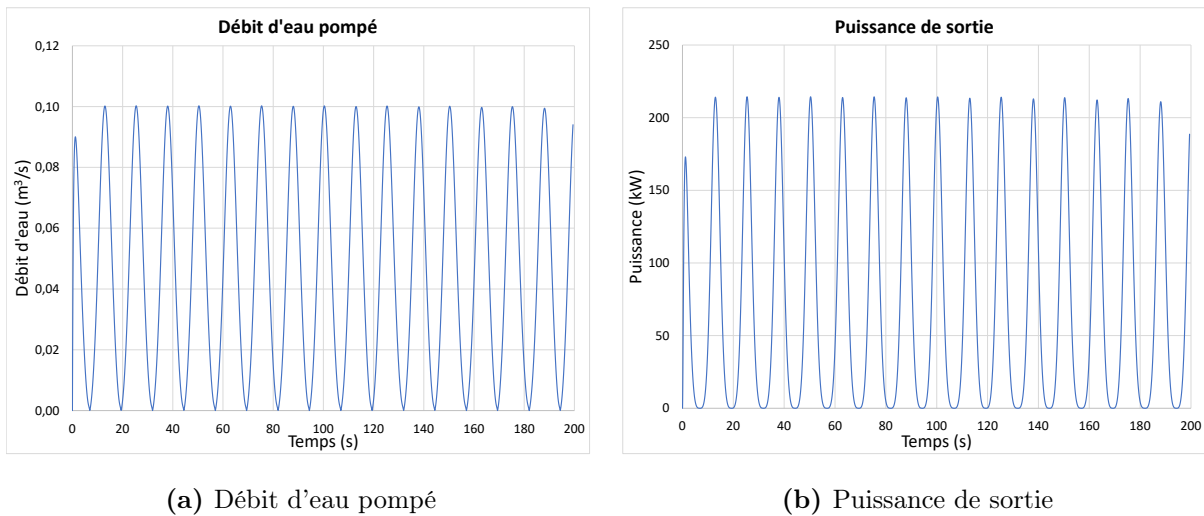 Débit d'eau pompé
0,12
0,10
0,08
0,06
0,04
0,02
0,00
Débit d'eau (m³/s)
0 20 40 60 80 100 120 140 160 180 200
Temps (s)
Puissance de sortie
250
200
150
100
50
0
Puissance (kW)
0 20 40 60 80 100 120 140 160 180 200
Temps (s)
(a) Débit d'eau pompé
(b) Puissance de sortie